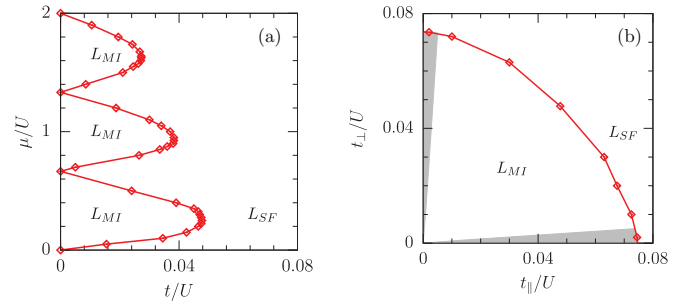 2
1
0
μ/U
0
0.04
0.08
t/U
(a)
L_MI
L_MI
L_MI
L_SF
0.08
0.04
0
t_⊥/U
0
0.04
0.08
t_∥/U
(b)
L_SF
L_MI